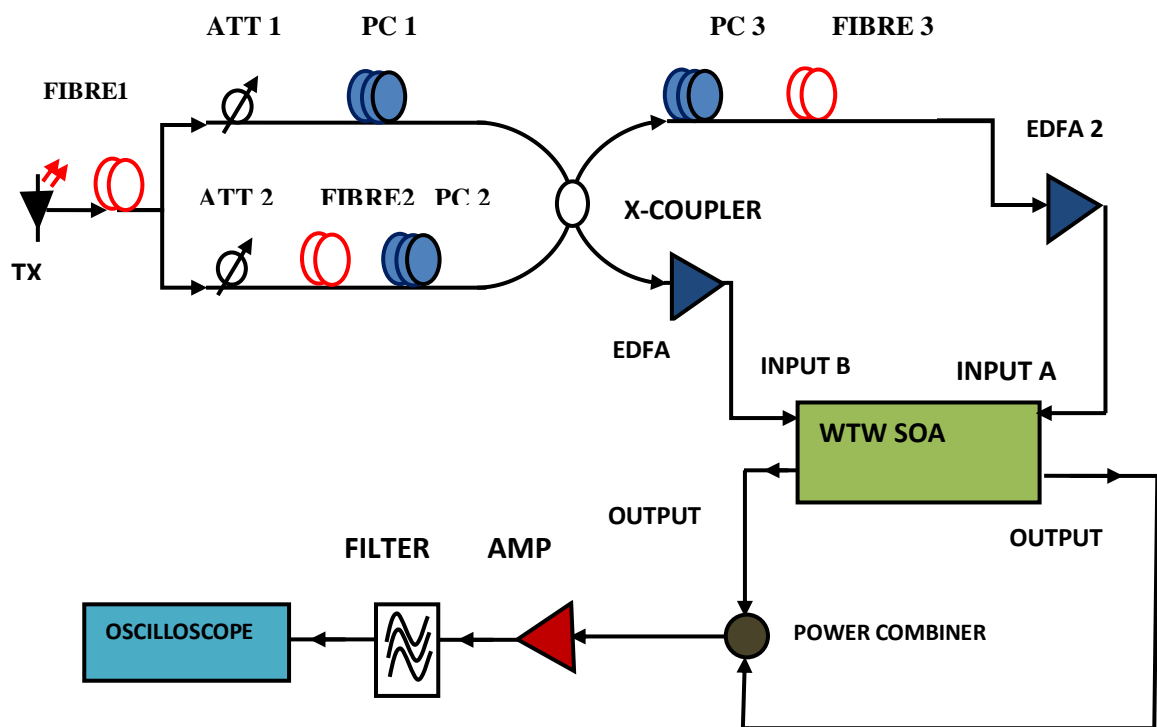 ATT 1
PC 1
PC 3
FIBRE 3
FIBRE1
EDFA 2
ATT 2
FIBRE2
PC 2
X-COUPLER
TX
EDFA
INPUT B
INPUT A
WTW SOA
OUTPUT
OUTPUT
FILTER
AMP
OSCILLOSCOPE
POWER COMBINER